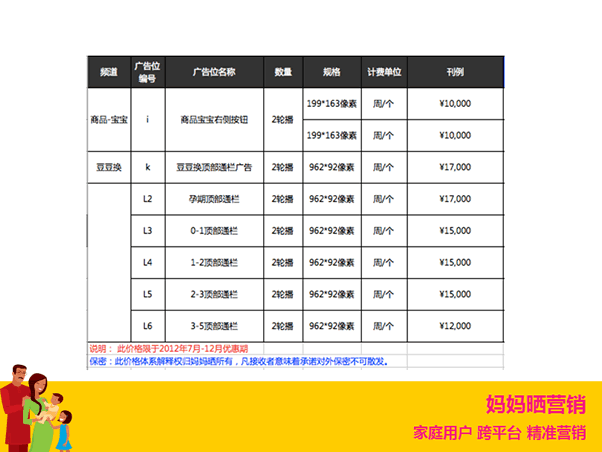 频道 广告位编号 广告位名称 数量 规格 计费单位 刊例
商品-宝宝 i 商品宝宝右侧按钮 2轮播 199*163像素 周/个 ¥10,000
199*163像素 周/个 ¥10,000
豆豆换 k 豆豆换顶部通栏广告 2轮播 962*92像素 周/个 ¥17,000
L2 孕期顶部通栏 2轮播 962*92像素 周/个 ¥17,000
L3 0-1顶部通栏 2轮播 962*92像素 周/个 ¥15,000
L4 1-2顶部通栏 2轮播 962*92像素 周/个 ¥15,000
L5 2-3顶部通栏 2轮播 962*92像素 周/个 ¥15,000
L6 3-5顶部通栏 2轮播 962*92像素 周/个 ¥12,000
说明： 此价格限于2012年7月-12月优惠期
保密：此价格体系解释权归妈妈晒所有，凡接收者意味着承诺对外保密不可散发。
妈妈晒营销
家庭用户 跨平台 精准营销